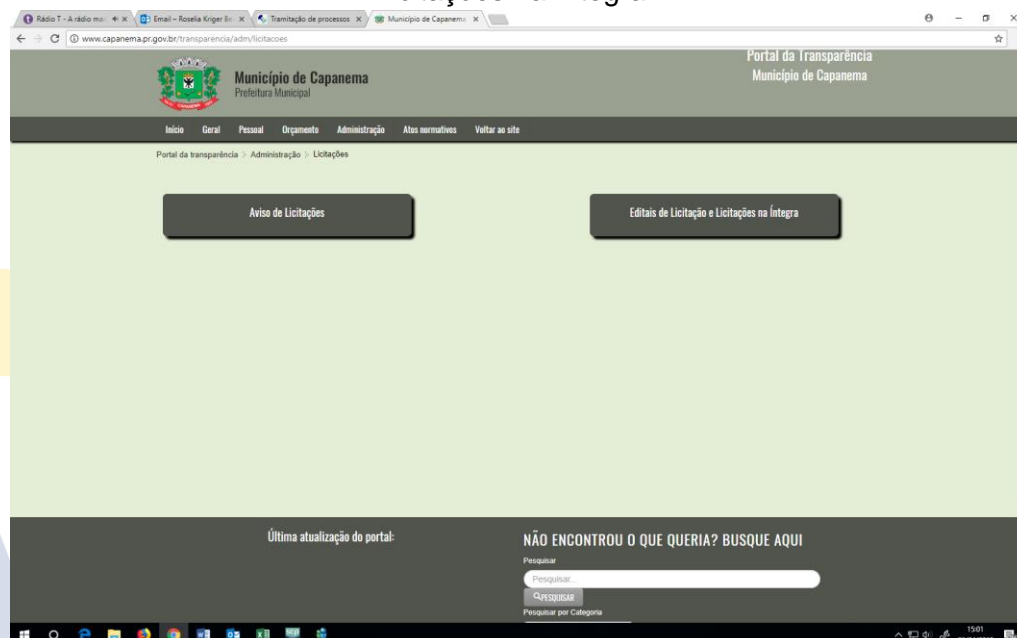 Rádio T - A rádio mai
Email – Roselia Kriger Be
Tramitação de processos
Município de Capanema
www.capanema.pr.gov.br/transparencia/adm/licitacoes
Portal da Transparência
Município de Capanema
Município de Capanema
Prefeitura Municipal
Início Geral Pessoal Orçamento Administração Atos normativos Voltar ao site
Portal da transparência > Administração > Licitações
Aviso de Licitações
Editais de Licitação e Licitações na Íntegra
Última atualização do portal:
NÃO ENCONTROU O QUE QUERIA? BUSQUE AQUI
Pesquisar
Pesquisar...
PESQUISAR
Pesquisar por Categoria
15:01